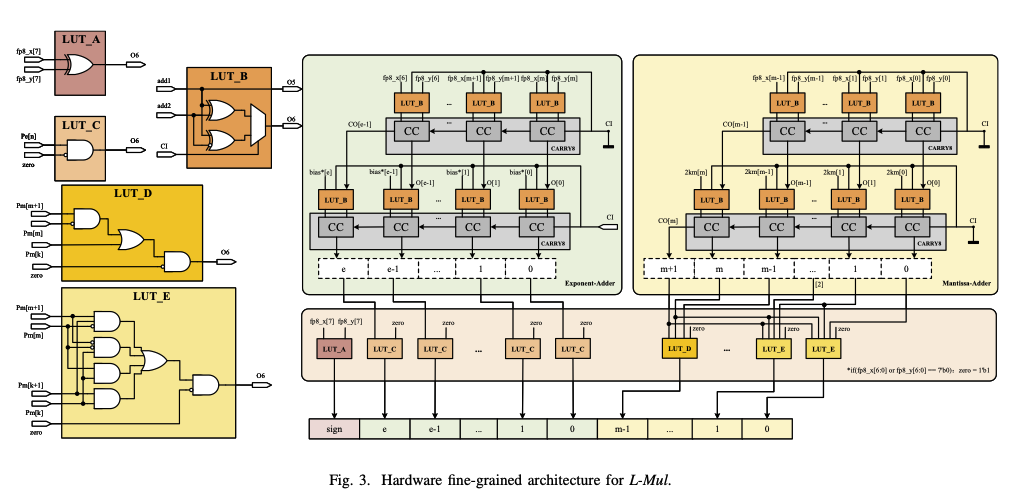 LUT_A
fp8_x[7]
fp8_y[7]
O6
LUT_B
add1
add2
CI
O5
O6
LUT_C
Pe[n]
zero
O6
LUT_D
Pm[m+1]
Pm[m]
Pm[k]
zero
O6
LUT_E
Pm[m+1]
Pm[m]
Pm[k+1]
Pm[k]
zero
O6
fp8_x[6] fp8_y[6] fp8_x[m+1] fp8_y[m+1] fp8_x[m] fp8_y[m]
LUT_B ... LUT_B LUT_B
CO[e-1] CC ... CC CC CI
CARRY8
bias*[e] bias*[e-1] O[e-1] bias*[1] O[1] bias*[0] O[0]
LUT_B LUT_B ... LUT_B LUT_B
CC CC ... CC CC CI
CARRY8
e e-1 ... 1 0
Exponent-Adder
fp8_x[m-1] fp8_y[m-1] fp8_x[1] fp8_y[1] fp8_x[0] fp8_y[0]
LUT_B ... LUT_B LUT_B
CO[m-1] CC ... CC CC CI
CARRY8
2km[m] 2km[m-1] O[m-1] 2km[1] O[1] 2km[0] O[0]
LUT_B LUT_B ... LUT_B LUT_B
CO[m] CC CC ... CC CC CI
CARRY8
m+1 m m-1 ... 1 0
[2] Mantissa-Adder
fp8_x[7] fp8_y[7] zero zero zero zero zero zero zero
LUT_A LUT_C LUT_C ... LUT_C LUT_C LUT_D ... LUT_E LUT_E
*if(fp8_x[6:0] or fp8_y[6:0] == 7'b0): zero = 1'b1
sign e e-1 ... 1 0 m-1 ... 1 0
Fig. 3. Hardware fine-grained architecture for L-Mul.